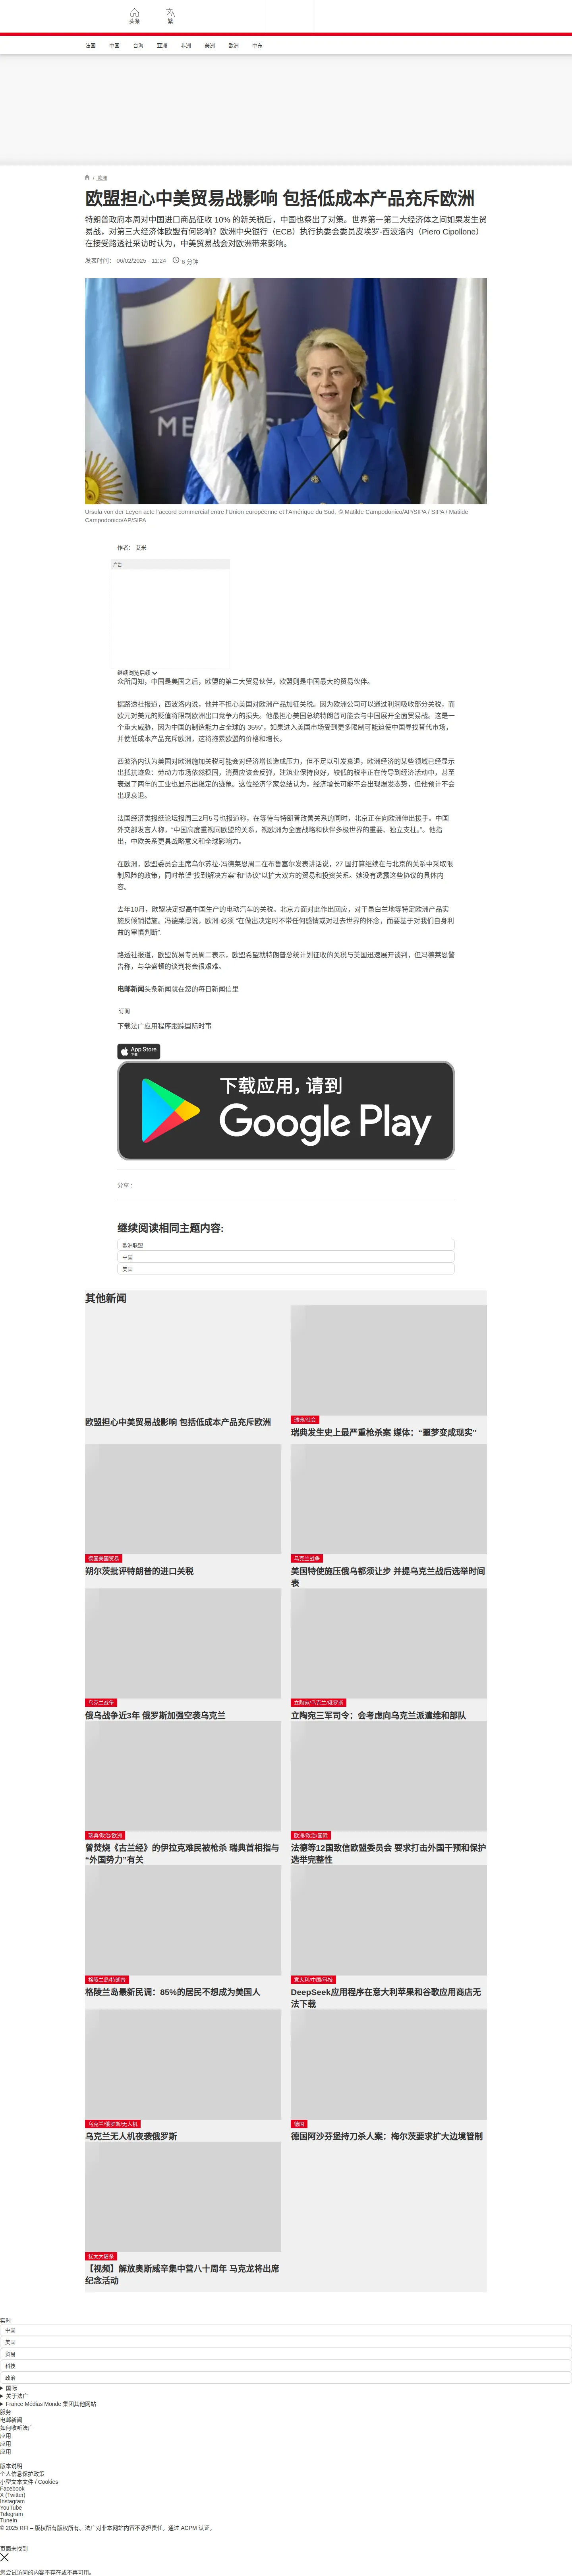 头条
繁
法国 中国 台海 亚洲 非洲 美洲 欧洲 中东
/ 欧洲
欧盟担心中美贸易战影响 包括低成本产品充斥欧洲
特朗普政府本周对中国进口商品征收 10% 的新关税后，中国也祭出了对策。世界第一第二大经济体之间如果发生贸
易战，对第三大经济体欧盟有何影响？欧洲中央银行（ECB）执行执委会委员皮埃罗-西波洛内（Piero Cipollone）
在接受路透社采访时认为，中美贸易战会对欧洲带来影响。
发表时间： 06/02/2025 - 11:24 6 分钟
Ursula von der Leyen acte l'accord commercial entre l'Union européenne et l'Amérique du Sud. © Matilde Campodonico/AP/SIPA / SIPA / Matilde
Campodonico/AP/SIPA
作者： 艾米
广告
继续浏览后续
众所周知，中国是美国之后，欧盟的第二大贸易伙伴，欧盟则是中国最大的贸易伙伴。
据路透社报道，西波洛内说，他并不担心美国对欧洲产品加征关税。因为欧洲公司可以通过利润吸收部分关税，而
欧元对美元的贬值将限制欧洲出口竞争力的损失。他最担心美国总统特朗普可能会与中国展开全面贸易战。这是一
个重大威胁，因为中国的制造能力占全球的 35%”，如果进入美国市场受到更多限制可能迫使中国寻找替代市场，
并使低成本产品充斥欧洲，这将拖累欧盟的价格和增长。
西波洛内认为美国对欧洲施加关税可能会对经济增长造成压力，但不足以引发衰退，欧洲经济的某些领域已经显示
出抵抗迹象：劳动力市场依然稳固，消费应该会反弹，建筑业保持良好，较低的税率正在传导到经济活动中，甚至
衰退了两年的工业也显示出稳定的迹象。这位经济学家总结认为，经济增长可能不会出现爆发态势，但他预计不会
出现衰退。
法国经济类报纸论坛报周三2月5号也报道称，在等待与特朗普改善关系的同时，北京正在向欧洲伸出援手。中国
外交部发言人称，“中国高度重视同欧盟的关系，视欧洲为全面战略和伙伴多极世界的重要、独立支柱。”。他指
出，中欧关系更具战略意义和全球影响力。
在欧洲，欧盟委员会主席乌尔苏拉·冯德莱恩周二在布鲁塞尔发表讲话说，27 国打算继续在与北京的关系中采取限
制风险的政策，同时希望“找到解决方案”和“协议”以扩大双方的贸易和投资关系。她没有透露这些协议的具体内
容。
去年10月，欧盟决定提高中国生产的电动汽车的关税。北京方面对此作出回应，对干邑白兰地等特定欧洲产品实
施反倾销措施。冯德莱恩说，欧洲 必须 “在做出决定时不带任何感情或对过去世界的怀念，而要基于对我们自身利
益的审慎判断”.
路透社报道，欧盟贸易专员周二表示，欧盟希望就特朗普总统计划征收的关税与美国迅速展开谈判，但冯德莱恩警
告称，与华盛顿的谈判将会很艰难。
电邮新闻头条新闻就在您的每日新闻信里
订阅
下载法广应用程序跟踪国际时事
App Store
下载
下载应用，请到
Google Play
分享 :
继续阅读相同主题内容:
欧洲联盟
中国
美国
其他新闻
欧盟担心中美贸易战影响 包括低成本产品充斥欧洲
瑞典/社会
瑞典发生史上最严重枪杀案 媒体：“噩梦变成现实”
德国美国贸易
朔尔茨批评特朗普的进口关税
乌克兰战争
美国特使施压俄乌都须让步 并提乌克兰战后选举时间
表
乌克兰战争
俄乌战争近3年 俄罗斯加强空袭乌克兰
立陶宛/乌克兰/俄罗斯
立陶宛三军司令：会考虑向乌克兰派遣维和部队
瑞典/政治/欧洲
曾焚烧《古兰经》的伊拉克难民被枪杀 瑞典首相指与
“外国势力”有关
欧洲/政治/国际
法德等12国致信欧盟委员会 要求打击外国干预和保护
选举完整性
格陵兰岛/特朗普
格陵兰岛最新民调：85%的居民不想成为美国人
意大利/中国/科技
DeepSeek应用程序在意大利苹果和谷歌应用商店无
法下载
乌克兰/俄罗斯/无人机
乌克兰无人机夜袭俄罗斯
德国
德国阿沙芬堡持刀杀人案：梅尔茨要求扩大边境管制
犹太大屠杀
【视频】解放奥斯威辛集中营八十周年 马克龙将出席
纪念活动
实时
中国
美国
贸易
科技
政治
国际
关于法广
France Médias Monde 集团其他网站
服务
电邮新闻
如何收听法广
应用
应用
应用
版本说明
个人信息保护政策
小型文本文件 / Cookies
Facebook
X (Twitter)
Instagram
YouTube
Telegram
TuneIn
© 2025 RFI – 版权所有版权所有。法广对非本网站内容不承担责任。通过 ACPM 认证。
页面未找到
您尝试访问的内容不存在或不再可用。